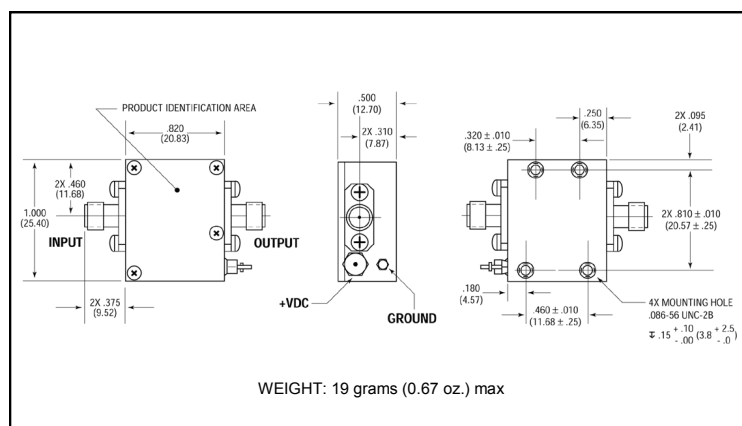 PRODUCT IDENTIFICATION AREA
.820
(20.83)
2X .460
(11.68)
1.000
(25.40)
INPUT
OUTPUT
2X .375
(9.52)
.500
(12.70)
2X .310
(7.87)
+VDC
GROUND
.250
(6.35)
2X .095
(2.41)
.320 ± .010
(8.13 ± .25)
2X .810 ± .010
(20.57 ± .25)
.180
(4.57)
.460 ± .010
(11.68 ± .25)
4X MOUNTING HOLE
.086-56 UNC-2B
↧ .15 + .10 - .00 (3.8 + 2.5 - .0)
WEIGHT: 19 grams (0.67 oz.) max